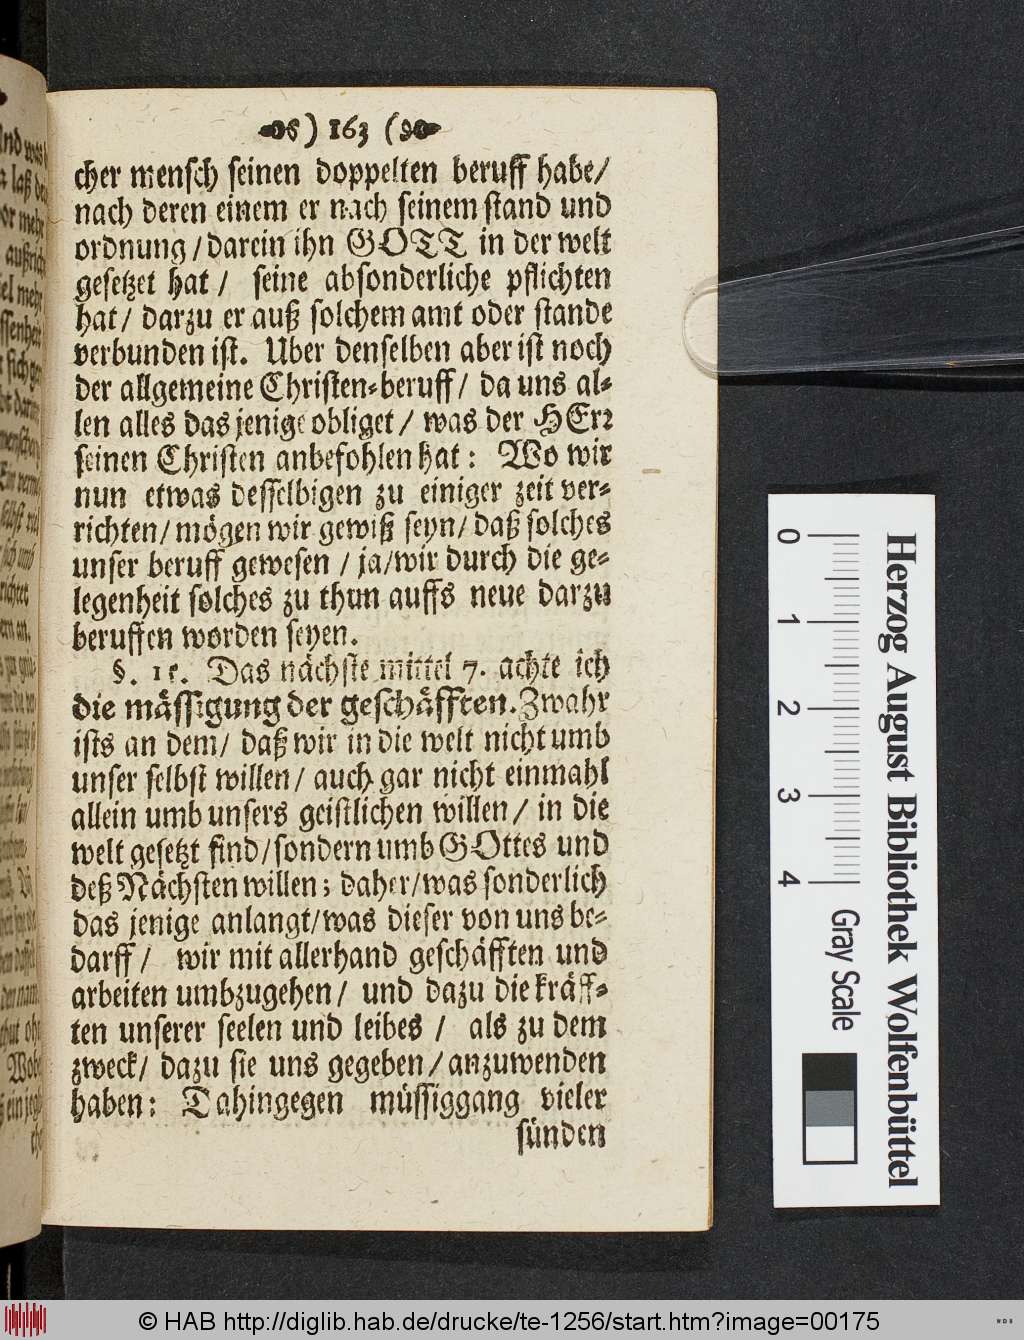 ) 163 (
cher mensch seinen doppelten beruff habe/
nach deren einem er nach seinem stand und
ordnung/darein ihn GOTT in der welt
gesetzet hat/ seine absonderliche pflichten
hat/ darzu er auß solchem amt oder stande
verbunden ist. Uber denselben aber ist noch
der allgemeine Christen-beruff/ da uns al-
len alles das jenige obliget/ was der HErr
seinen Christen anbefohlen hat: Wo wir
nun etwas desselbigen zu einiger zeit ver-
richten/ mögen wir gewiß seyn/ daß solches
unser beruff gewesen / ja/wir durch die ge-
legenheit solches zu thun auffs neue darzu
beruffen worden seyen.
§. 15. Das nächste mittel 7. achte ich
die mässigung der geschäfften. Zwahr
ists an dem/ daß wir in die welt nicht umb
unser selbst willen/ auch gar nicht einmahl
allein umb unsers geistlichen willen/ in die
welt gesetzt sind/sondern umb GOttes und
deß Nächsten willen; daher/was sonderlich
das jenige anlangt/was dieser von uns be-
darff/ wir mit allerhand geschäfften und
arbeiten umbzugehen/ und dazu die kräff-
ten unserer seelen und leibes / als zu dem
zweck/ dazu sie uns gegeben/anzuwenden
haben: Dahingegen müssiggang vieler
sünden
Herzog August Bibliothek Wolfenbüttel
0 1 2 3 4 Gray Scale
© HAB http://diglib.hab.de/drucke/te-1256/start.htm?image=00175